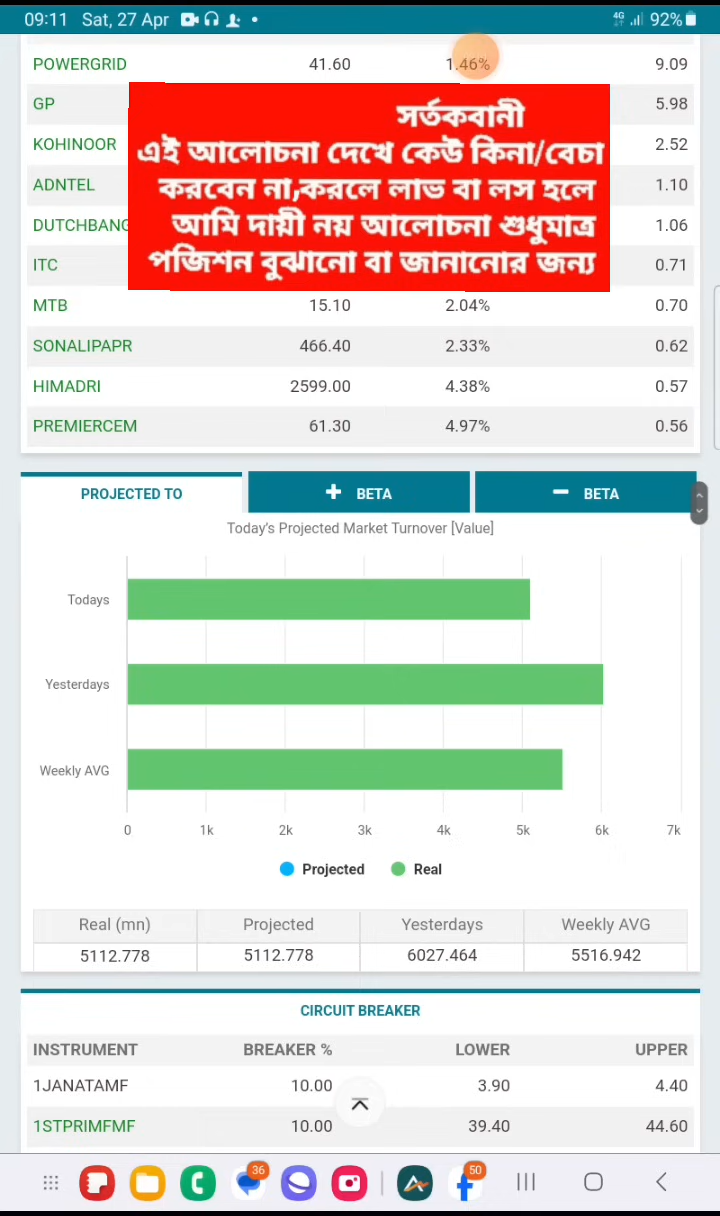 09:11 Sat, 27 Apr 4G 92%
POWERGRID 41.60 1.46% 9.09
GP 5.98
KOHINOOR 2.52
ADNTEL 1.10
DUTCHBANG 1.06
ITC 0.71
সর্তকবানী
এই আলোচনা দেখে কেউ কিনা/বেচা
করবেন না,করলে লাভ বা লস হলে
আমি দায়ী নয় আলোচনা শুধুমাত্র
পজিশন বুঝানো বা জানানোর জন্য
MTB 15.10 2.04% 0.70
SONALIPAPR 466.40 2.33% 0.62
HIMADRI 2599.00 4.38% 0.57
PREMIERCEM 61.30 4.97% 0.56
PROJECTED TO + BETA − BETA
Today's Projected Market Turnover [Value]
Todays
Yesterdays
Weekly AVG
0 1k 2k 3k 4k 5k 6k 7k
Projected Real
Real (mn) Projected Yesterdays Weekly AVG
5112.778 5112.778 6027.464 5516.942
CIRCUIT BREAKER
INSTRUMENT BREAKER % LOWER UPPER
1JANATAMF 10.00 3.90 4.40
1STPRIMFMF 10.00 39.40 44.60
36 50